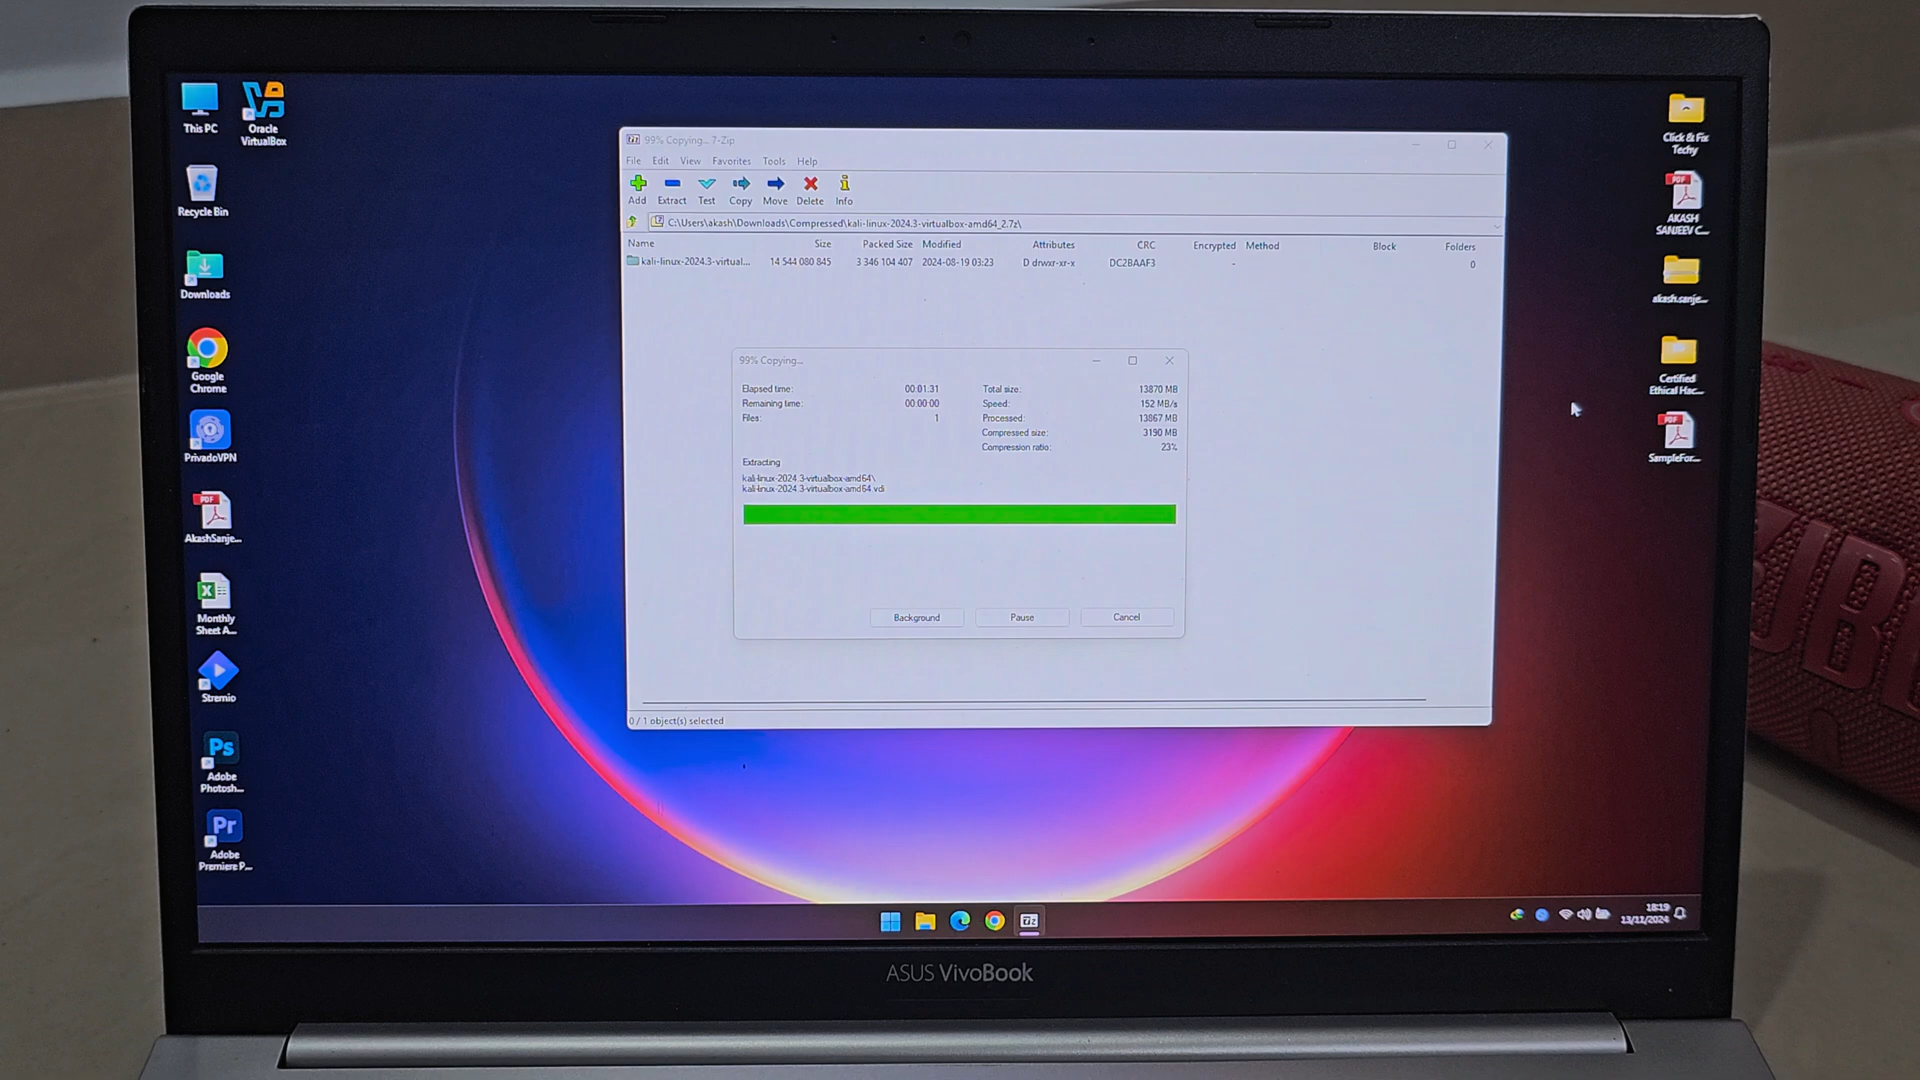 This PC
Oracle
VirtualBox
Recycle Bin
Downloads
Google
Chrome
PrivadoVPN
PDF
AkashSanje...
Monthly
Sheet A...
Stremio
Ps
Adobe
Photosh...
Pr
Adobe
Premiere P...
99% Copying... 7-Zip
File Edit View Favorites Tools Help
Add Extract Test Copy Move Delete Info
C:\Users\akash\Downloads\Compressed\kali-linux-2024.3-virtualbox-amd64_2.7z\
Name Size Packed Size Modified Attributes CRC Encrypted Method Block Folders
kali-linux-2024.3-virtual... 14 544 080 845 3 346 104 407 2024-08-19 03:23 D drwxr-xr-x DC2BAAF3 - 0
99% Copying...
Elapsed time: 00:01:31 Total size: 13870 MB
Remaining time: 00:00:00 Speed: 152 MB/s
Files: 1 Processed: 13867 MB
Compressed size: 3190 MB
Compression ratio: 23%
Extracting
kali-linux-2024.3-virtualbox-amd64\
kali-linux-2024.3-virtualbox-amd64.vdi
Background Pause Cancel
0 / 1 object(s) selected
Click & Fix
Techy
PDF
AKASH
SANJEEV C...
akash.sanje...
Certified
Ethical Hac...
PDF
SampleFor...
7z
18:19
13/11/2024
ASUS VivoBook
JBL